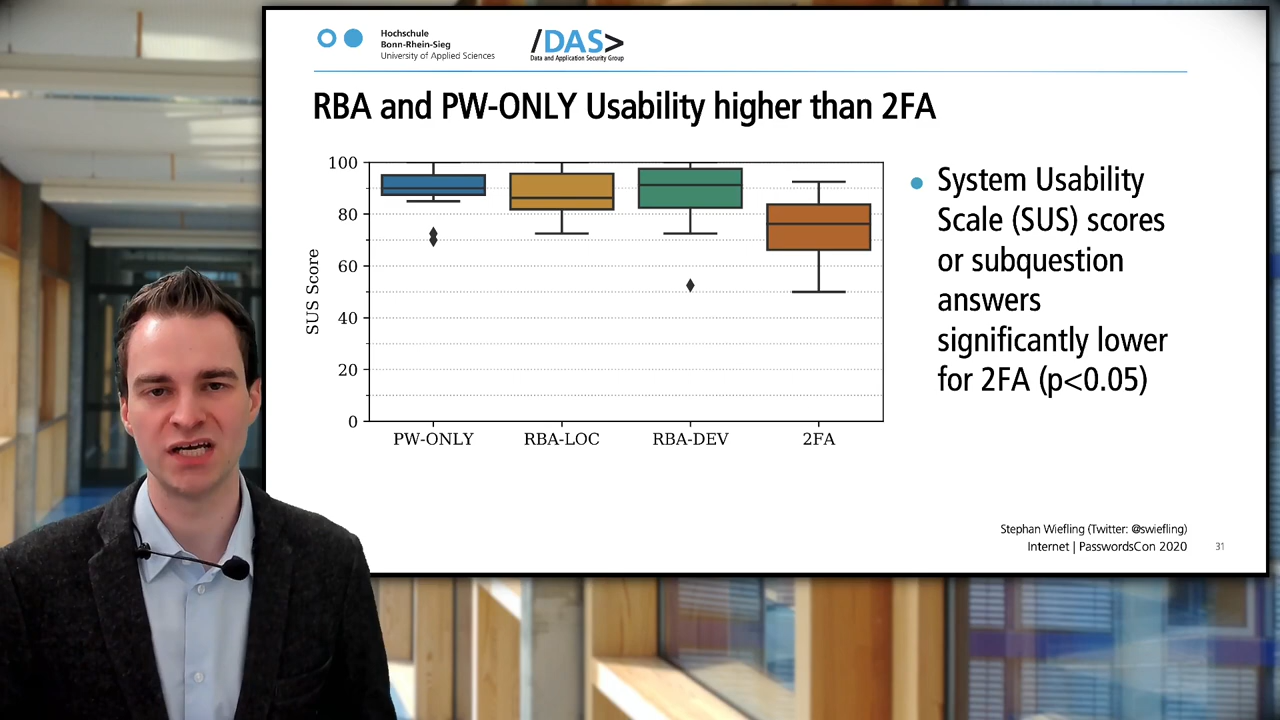 Hochschule
Bonn-Rhein-Sieg
University of Applied Sciences
/DAS>
Data and Application Security Group
RBA and PW-ONLY Usability higher than 2FA
100
80
60
40
20
0
SUS Score
PW-ONLY
RBA-LOC
RBA-DEV
2FA
System Usability
Scale (SUS) scores
or subquestion
answers
significantly lower
for 2FA (p<0.05)
Stephan Wiefling (Twitter: @swiefling)
Internet | PasswordsCon 2020
31